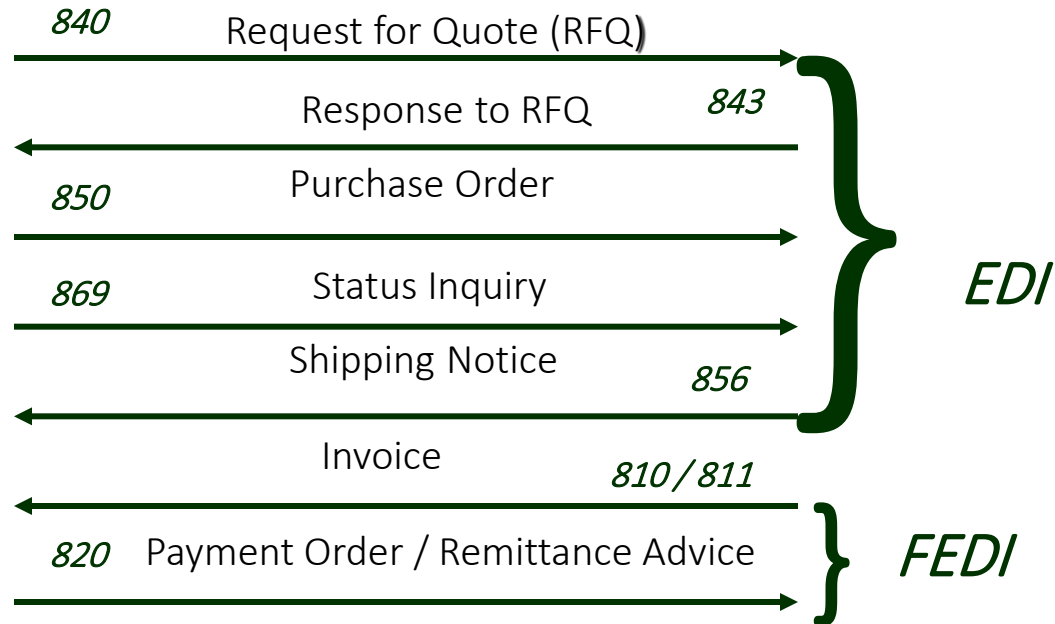 840
Request for Quote (RFQ)
843
Response to RFQ
Purchase Order
850
869
Status Inquiry
EDI
Shipping Notice
856
Invoice
810 / 811
820
Payment Order / Remittance Advice
FEDI